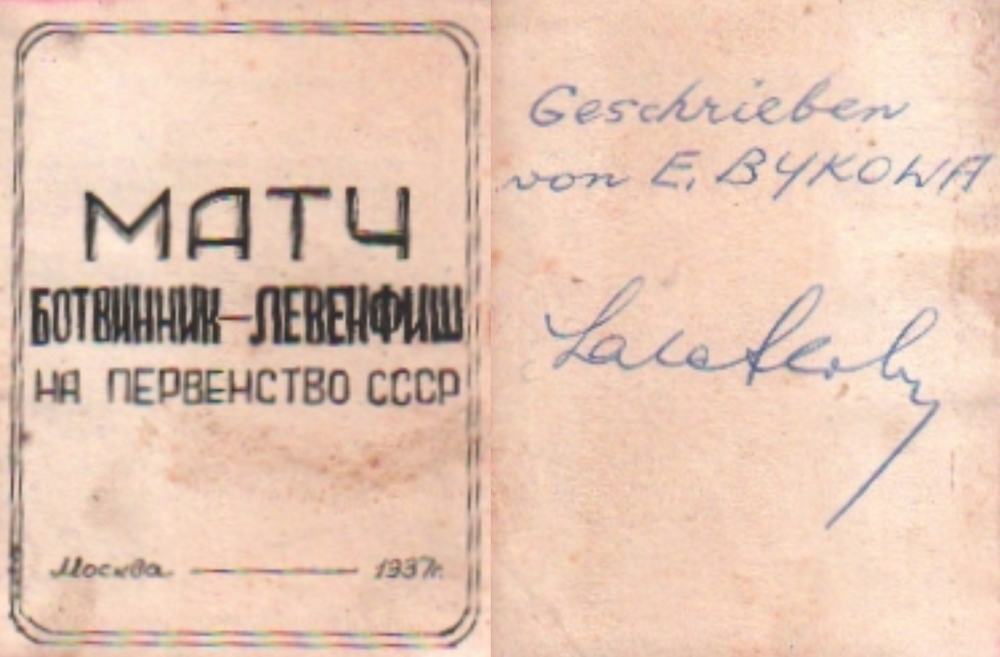 МАТЧ
БОТВИННИК—ЛЕВЕНФИШ
НА ПЕРВЕНСТВО СССР
Москва — 1937г.
Geschrieben
von E. BYKOWA